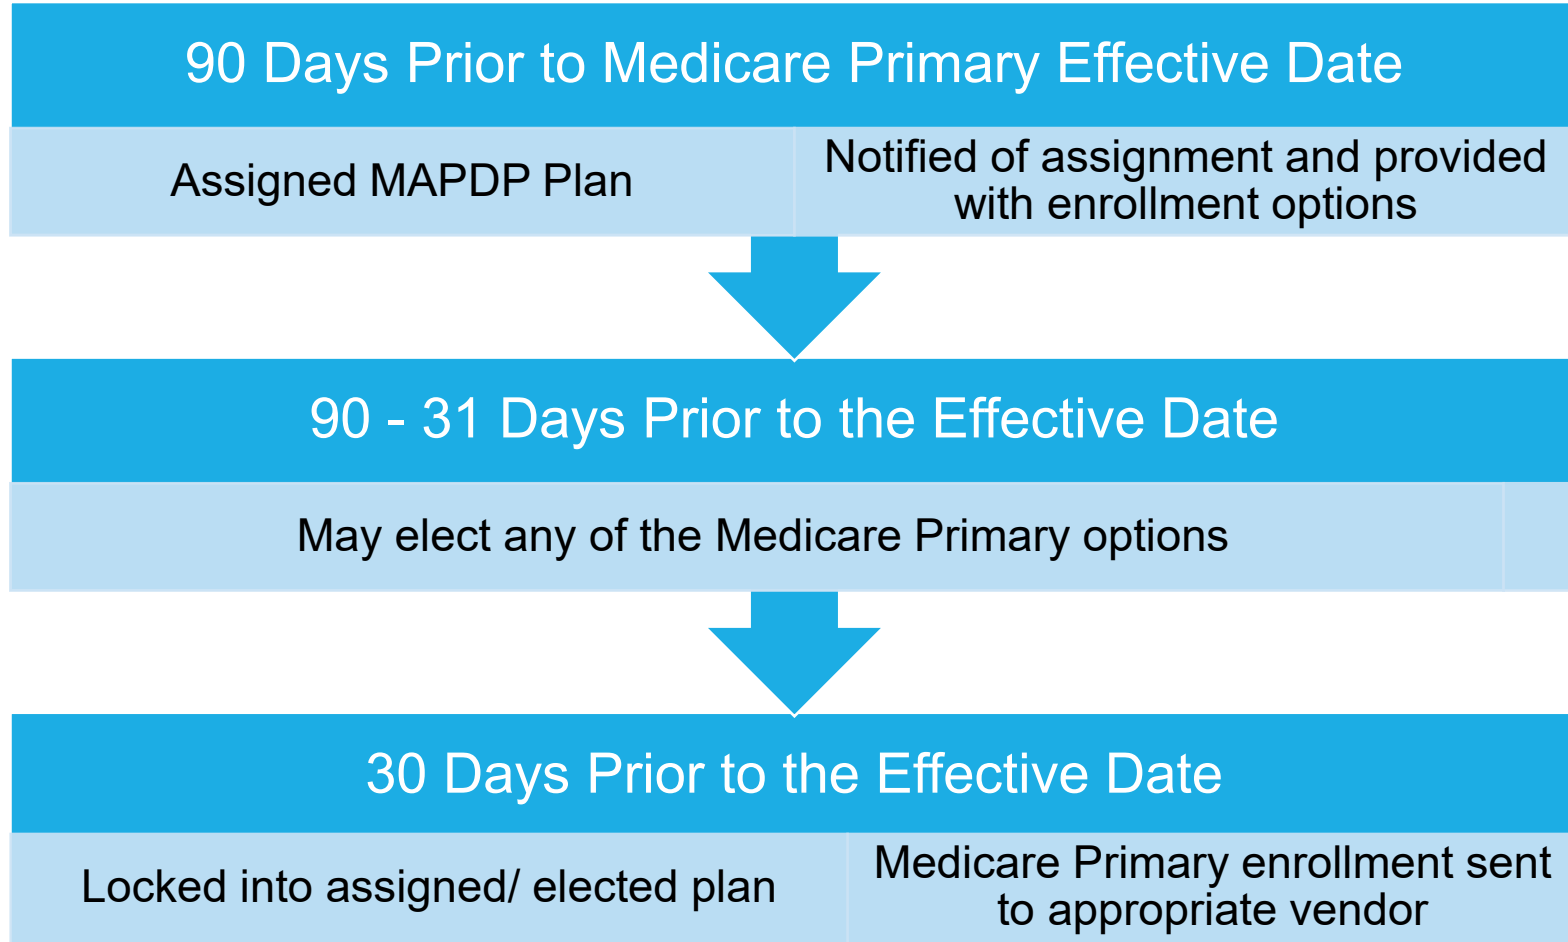 90 Days Prior to Medicare Primary Effective Date
Assigned MAPDP Plan
Notified of assignment and provided
with enrollment options
90 - 31 Days Prior to the Effective Date
May elect any of the Medicare Primary options
30 Days Prior to the Effective Date
Locked into assigned/ elected plan
Medicare Primary enrollment sent
to appropriate vendor